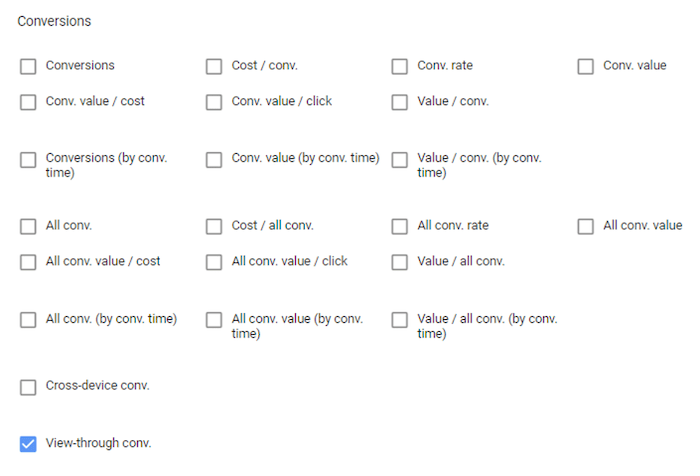 Conversions
Conversions
Cost / conv.
Conv. rate
Conv. value
Conv. value / cost
Conv. value / click
Value / conv.
Conversions (by conv.
time)
Conv. value (by conv. time)
Value / conv. (by conv.
time)
All conv.
Cost / all conv.
All conv. rate
All conv. value
All conv. value / cost
All conv. value / click
Value / all conv.
All conv. (by conv. time)
All conv. value (by conv.
time)
Value / all conv. (by conv.
time)
Cross-device conv.
View-through conv.